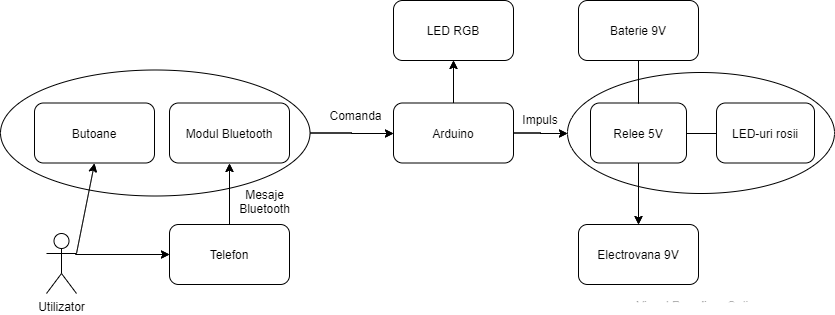 LED RGB
Baterie 9V
Comanda
Impuls
Butoane
Modul Bluetooth
Arduino
Releе 5V
LED-uri rosii
Mesaje
Bluetooth
Telefon
Electrovana 9V
Utilizator